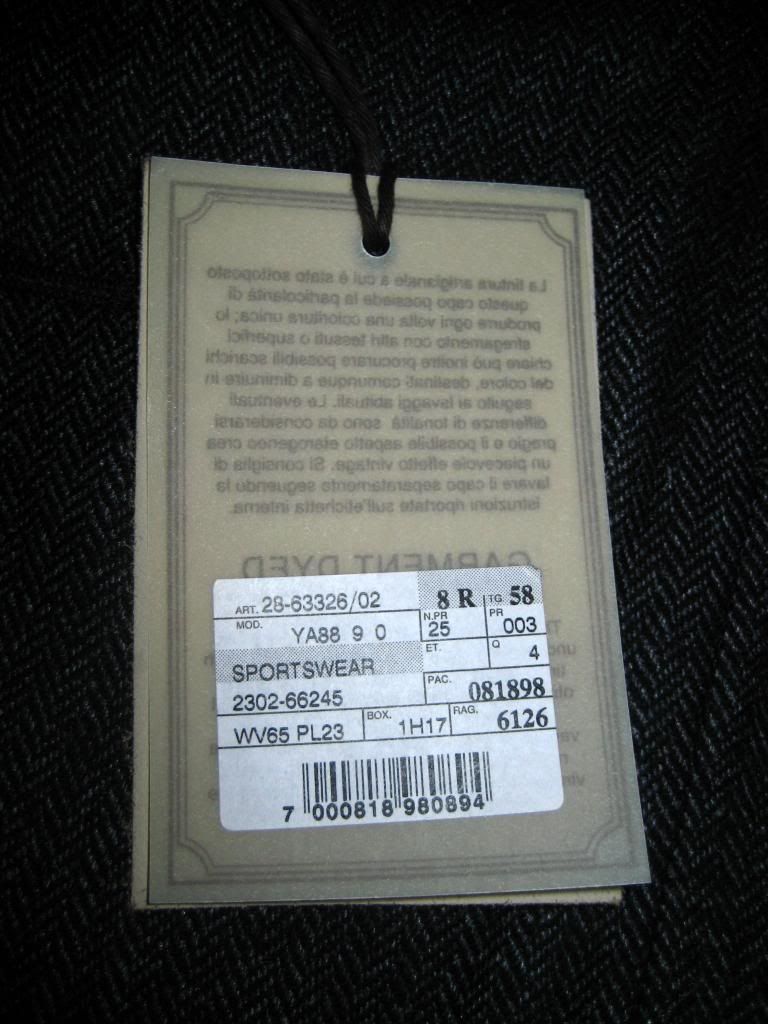 La tintura artigianale a cui è stato sottoposto
questo capo possiede la particolarità di
produrre ogni volta una coloritura unica; lo
sfregamento con altri tessuti o superfici
chiare può inoltre procurare possibili scarichi
del colore, destinati comunque a diminuire in
seguito ai lavaggi abituali. Le eventuali
differenze di tonalità sono da considerarsi
pregio e il possibile aspetto eterogeneo crea
un piacevole effetto vintage. Si consiglia di
lavare il capo separatamente seguendo le
istruzioni riportate sull'etichetta interna.
GARMENT DYED
ART. 28-63326/02 8 R TG 58
MOD. YA88 9 0 N.PR 25 PR 003
SPORTSWEAR ET. Q 4
2302-66245 PAC. 081898
WV65 PL23 BOX. 1H17 RAG. 6126
7 000818 980894